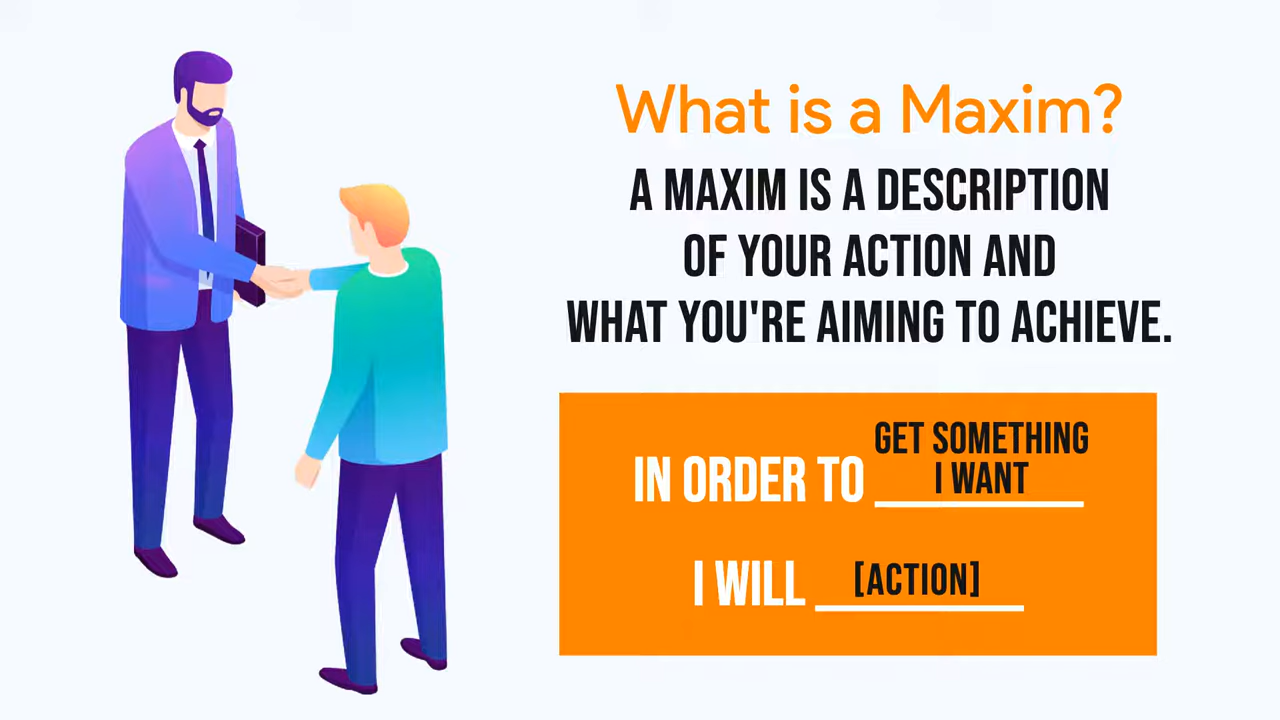 What is a Maxim?
A MAXIM IS A DESCRIPTION
OF YOUR ACTION AND
WHAT YOU'RE AIMING TO ACHIEVE.
IN ORDER TO GET SOMETHING
I WANT
I WILL [ACTION]